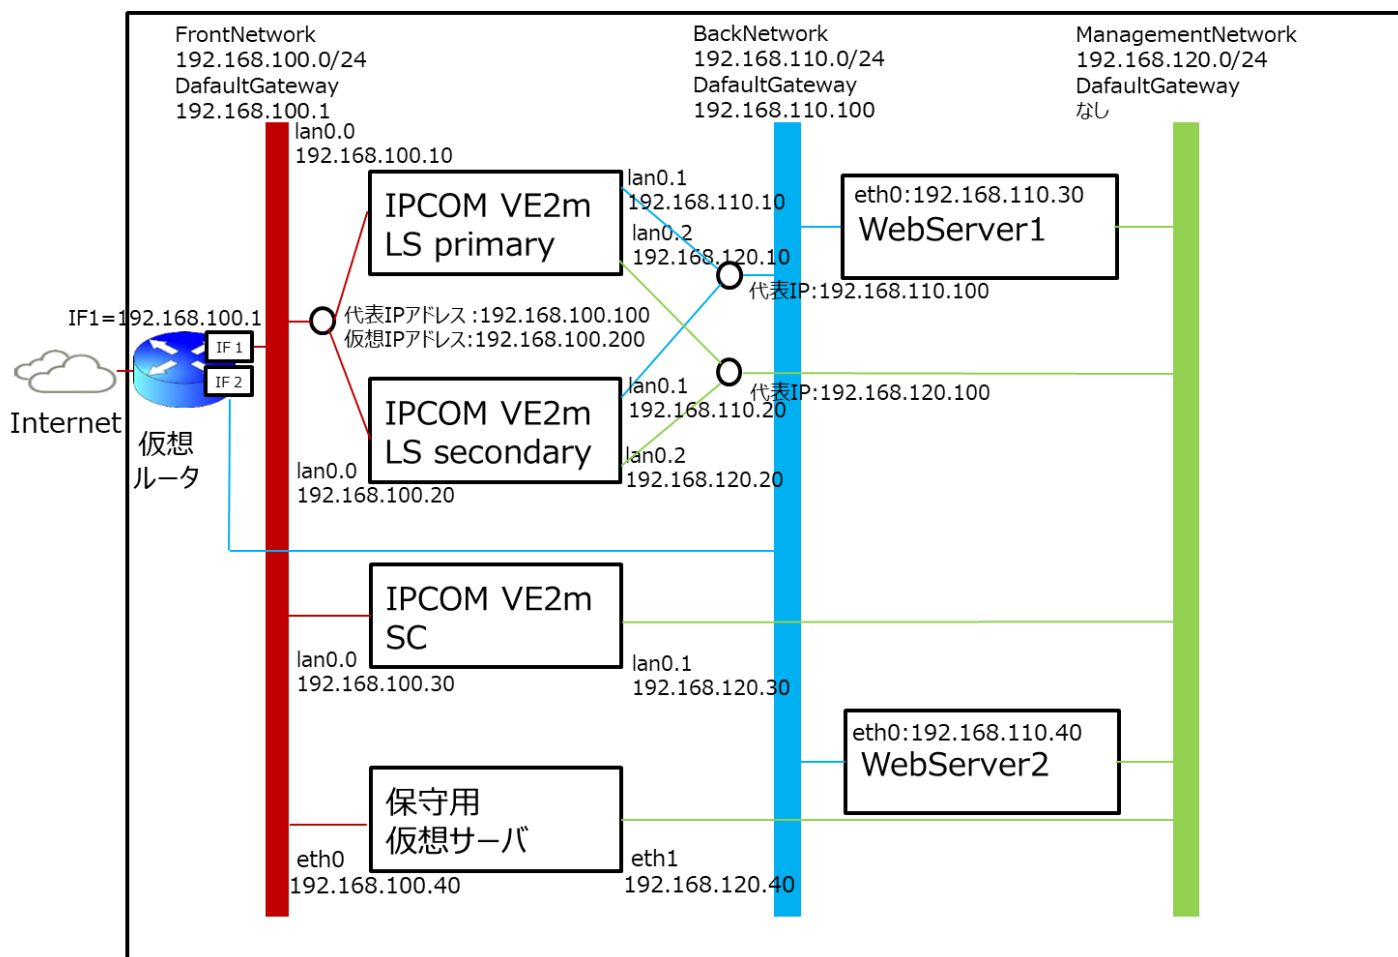 FrontNetwork
192.168.100.0/24
DafaultGateway
192.168.100.1
BackNetwork
192.168.110.0/24
DafaultGateway
192.168.110.100
ManagementNetwork
192.168.120.0/24
DafaultGateway
なし
lan0.0
192.168.100.10
IPCOM VE2m
LS primary
lan0.1
192.168.110.10
lan0.2
192.168.120.10
eth0:192.168.110.30
WebServer1
代表IP:192.168.110.100
IF1=192.168.100.1
代表IPアドレス:192.168.100.100
仮想IPアドレス:192.168.100.200
IF 1
IF 2
Internet
仮想
ルータ
IPCOM VE2m
LS secondary
lan0.1
192.168.110.20
代表IP:192.168.120.100
lan0.0
192.168.100.20
lan0.2
192.168.120.20
IPCOM VE2m
SC
lan0.0
192.168.100.30
lan0.1
192.168.120.30
eth0:192.168.110.40
WebServer2
保守用
仮想サーバ
eth0
192.168.100.40
eth1
192.168.120.40